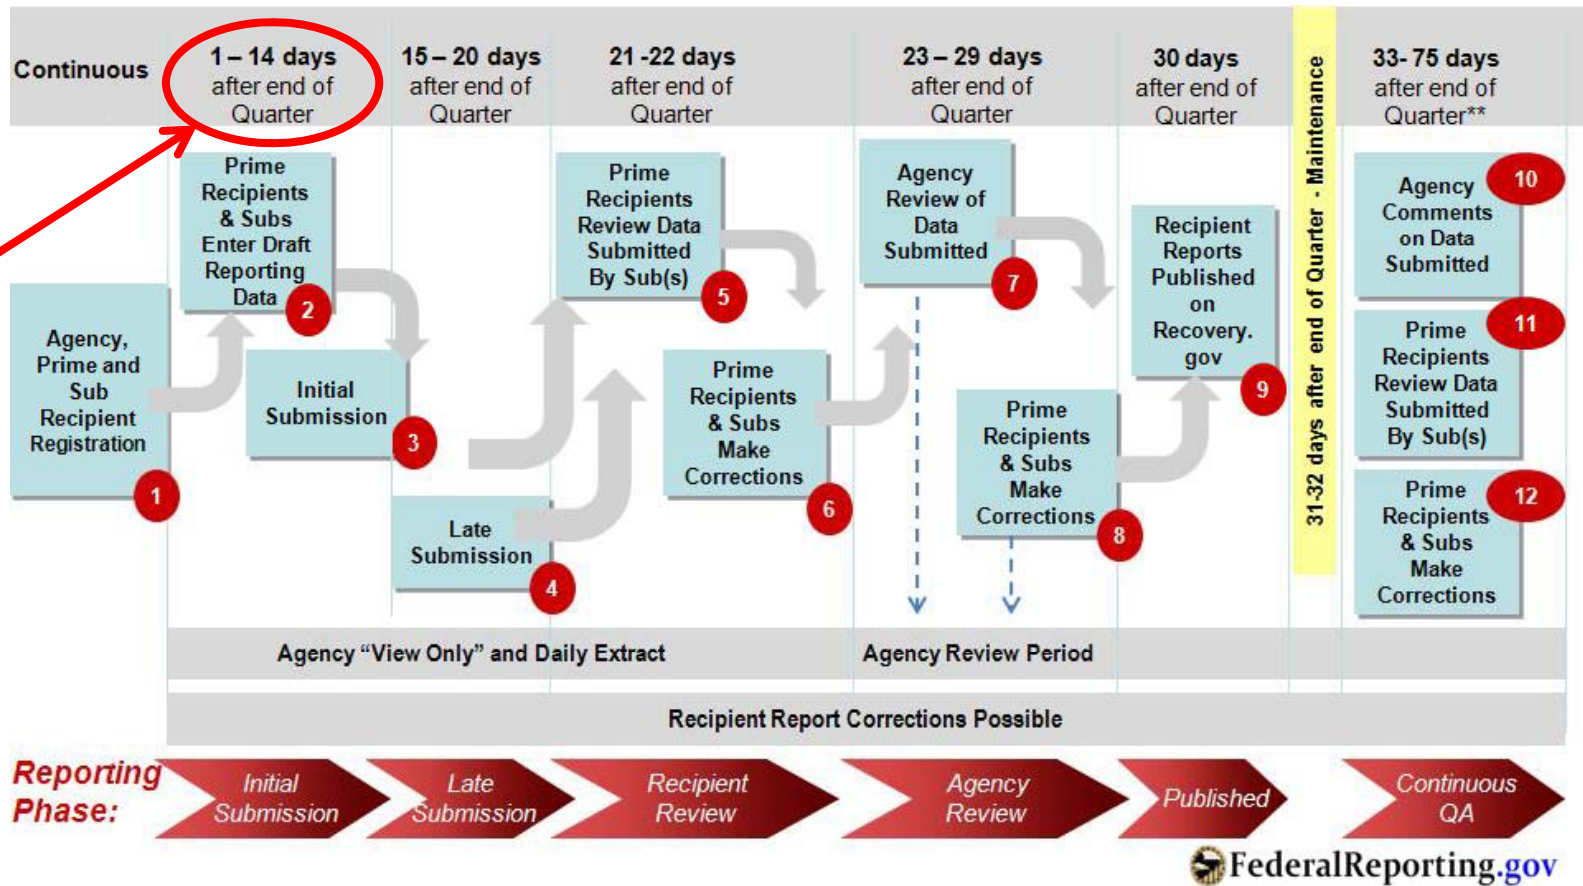 Continuous
1 – 14 days
after end of
Quarter
15 – 20 days
after end of
Quarter
21 -22 days
after end of
Quarter
23 – 29 days
after end of
Quarter
30 days
after end of
Quarter
31-32 days after end of Quarter - Maintenance
33- 75 days
after end of
Quarter**
Agency,
Prime and
Sub
Recipient
Registration
1
Prime
Recipients
& Subs
Enter Draft
Reporting
Data
2
Initial
Submission
3
Late
Submission
4
Prime
Recipients
Review Data
Submitted
By Sub(s)
5
Prime
Recipients
& Subs
Make
Corrections
6
Agency
Review of
Data
Submitted
7
Prime
Recipients
& Subs
Make
Corrections
8
Recipient
Reports
Published
on
Recovery.
gov
9
Agency
Comments
on Data
Submitted
10
Prime
Recipients
Review Data
Submitted
By Sub(s)
11
Prime
Recipients
& Subs
Make
Corrections
12
Agency “View Only” and Daily Extract
Agency Review Period
Recipient Report Corrections Possible
Reporting
Phase:
Initial
Submission
Late
Submission
Recipient
Review
Agency
Review
Published
Continuous
QA
FederalReporting.gov